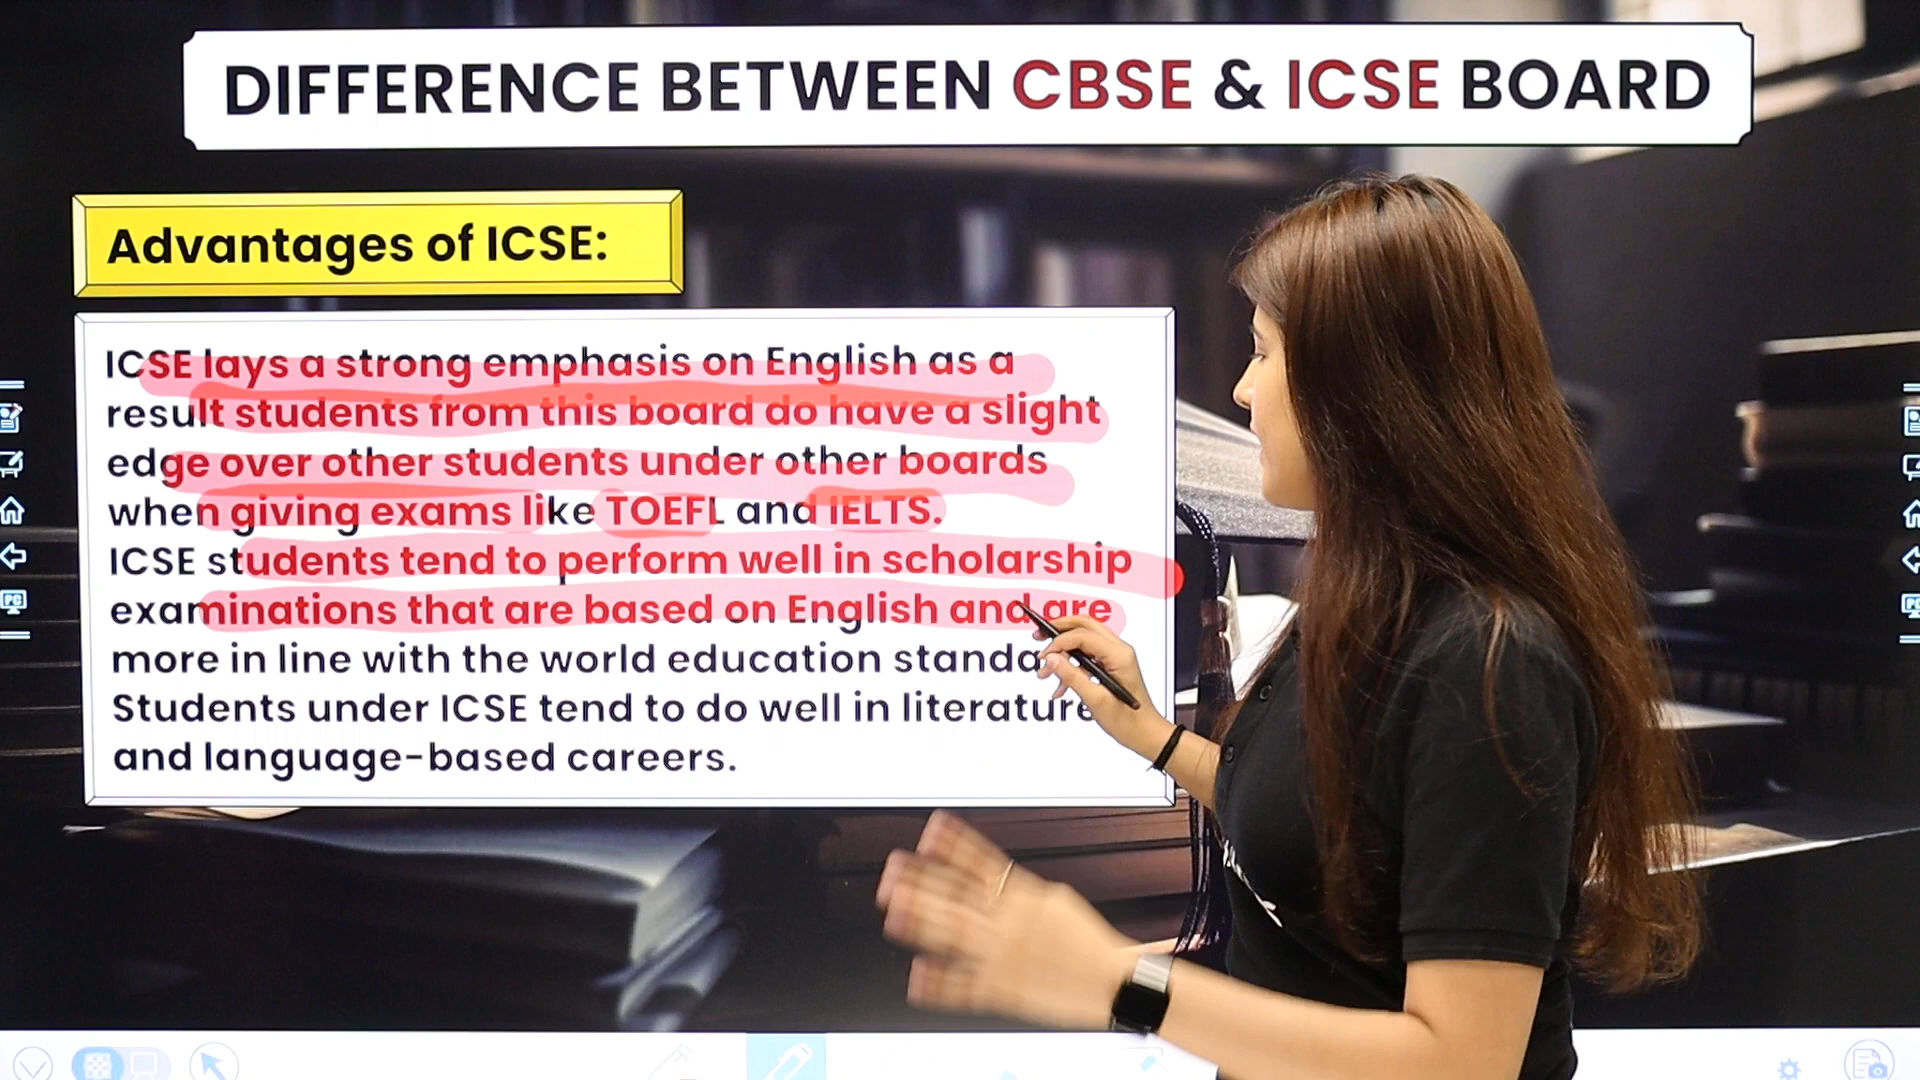 DIFFERENCE BETWEEN CBSE & ICSE BOARD
Advantages of ICSE:
ICSE lays a strong emphasis on English as a
result students from this board do have a slight
edge over other students under other boards
when giving exams like TOEFL and IELTS.
ICSE students tend to perform well in scholarship
examinations that are based on English and are
more in line with the world education
Students under ICSE tend to do well in literature
and language-based careers.